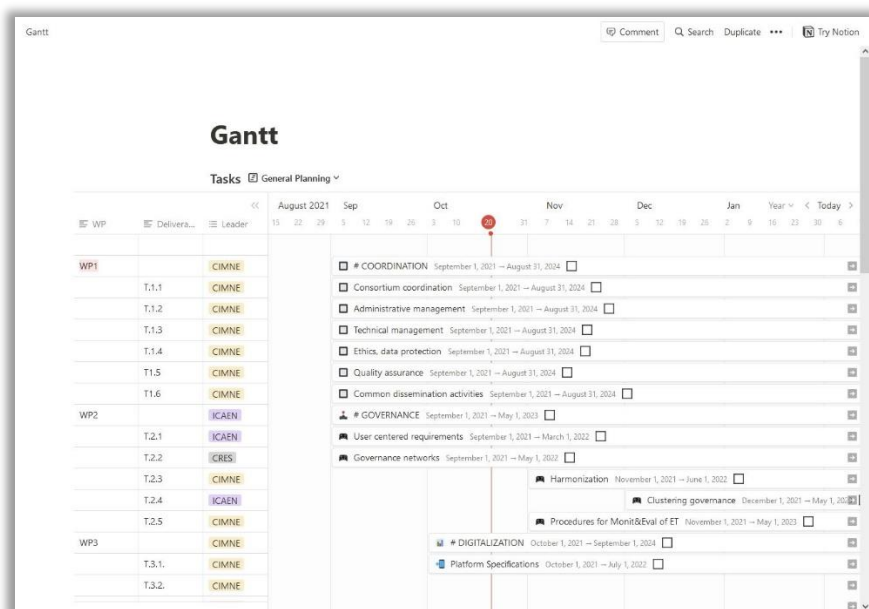 Gantt
Comment Search Duplicate ••• Try Notion
Gantt
Tasks General Planning
August 2021 Sep Oct Nov Dec Jan Year Today
WP Delivera... Leader 15 22 29 5 12 19 26 3 10 20 31 7 14 21 28 5 12 19 26 2 9 16 23 30 6
WP1 CIMNE # COORDINATION September 1, 2021 → August 31, 2024
T.1.1 CIMNE Consortium coordination September 1, 2021 → August 31, 2024
T.1.2 CIMNE Administrative management September 1, 2021 → August 31, 2024
T.1.3 CIMNE Technical management September 1, 2021 → August 31, 2024
T.1.4 CIMNE Ethics, data protection September 1, 2021 → August 31, 2024
T1.5 CIMNE Quality assurance September 1, 2021 → August 31, 2024
T1.6 CIMNE Common dissemination activities September 1, 2021 → August 31, 2024
WP2 ICAEN # GOVERNANCE September 1, 2021 → May 1, 2023
T.2.1 ICAEN User centered requirements September 1, 2021 → March 1, 2022
T.2.2 CRES Governance networks September 1, 2021 → May 1, 2022
T.2.3 CIMNE Harmonization November 1, 2021 → June 1, 2022
T.2.4 ICAEN Clustering governance December 1, 2021 → May 1,
T.2.5 CIMNE Procedures for Monit&Eval of ET November 1, 2021 → May 1, 2023
WP3 CIMNE # DIGITALIZATION October 1, 2021 → September 1, 2024
T.3.1. CIMNE Platform Specifications October 1, 2021 → July 1, 2022
T.3.2. CIMNE